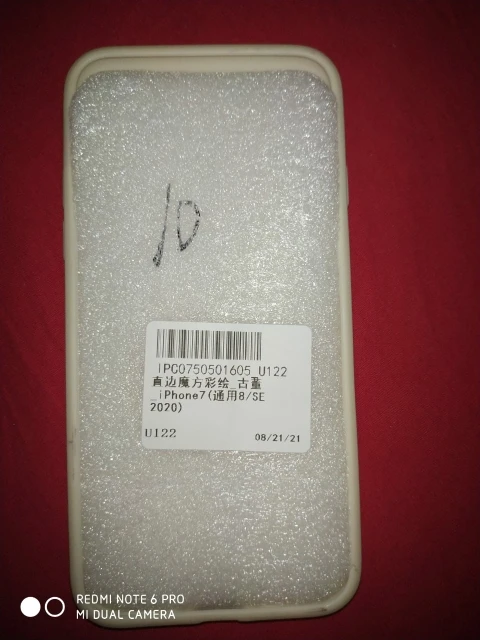 10
IPC0750501605_U122
直边魔方彩绘_古董
_iPhone7(通用8/SE
2020)
U122
08/21/21
REDMI NOTE 6 PRO
MI DUAL CAMERA